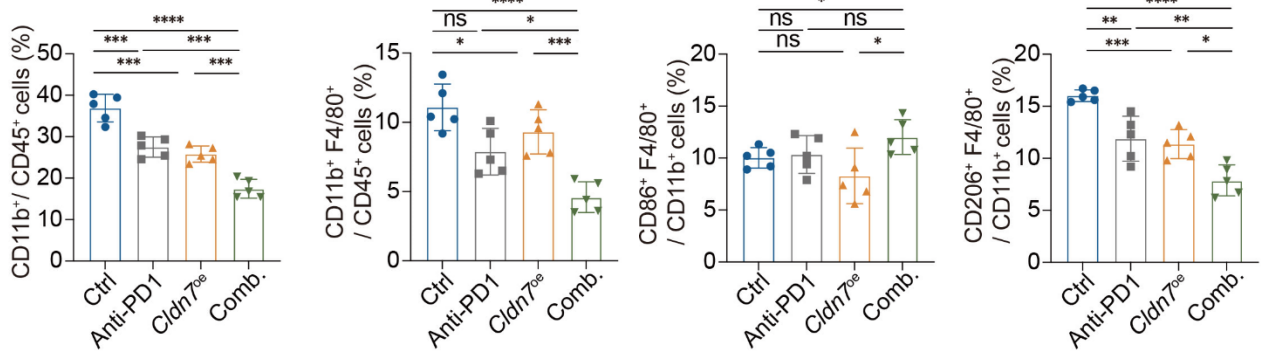 ****
*** ***
*** ***
CD11b⁺/ CD45⁺ cells (%)
50
40
30
20
10
0
Ctrl
Anti-PD1
Cldn7ᵒᵉ
Comb.
****
ns *
* ***
CD11b⁺ F4/80⁺
/ CD45⁺ cells (%)
15
10
5
0
Ctrl
Anti-PD1
Cldn7ᵒᵉ
Comb.
*
ns ns
ns *
CD86⁺ F4/80⁺
/ CD11b⁺ cells (%)
20
15
10
5
0
Ctrl
Anti-PD1
Cldn7ᵒᵉ
Comb.
****
** **
*** *
CD206⁺ F4/80⁺
/ CD11b⁺ cells (%)
20
15
10
5
0
Ctrl
Anti-PD1
Cldn7ᵒᵉ
Comb.